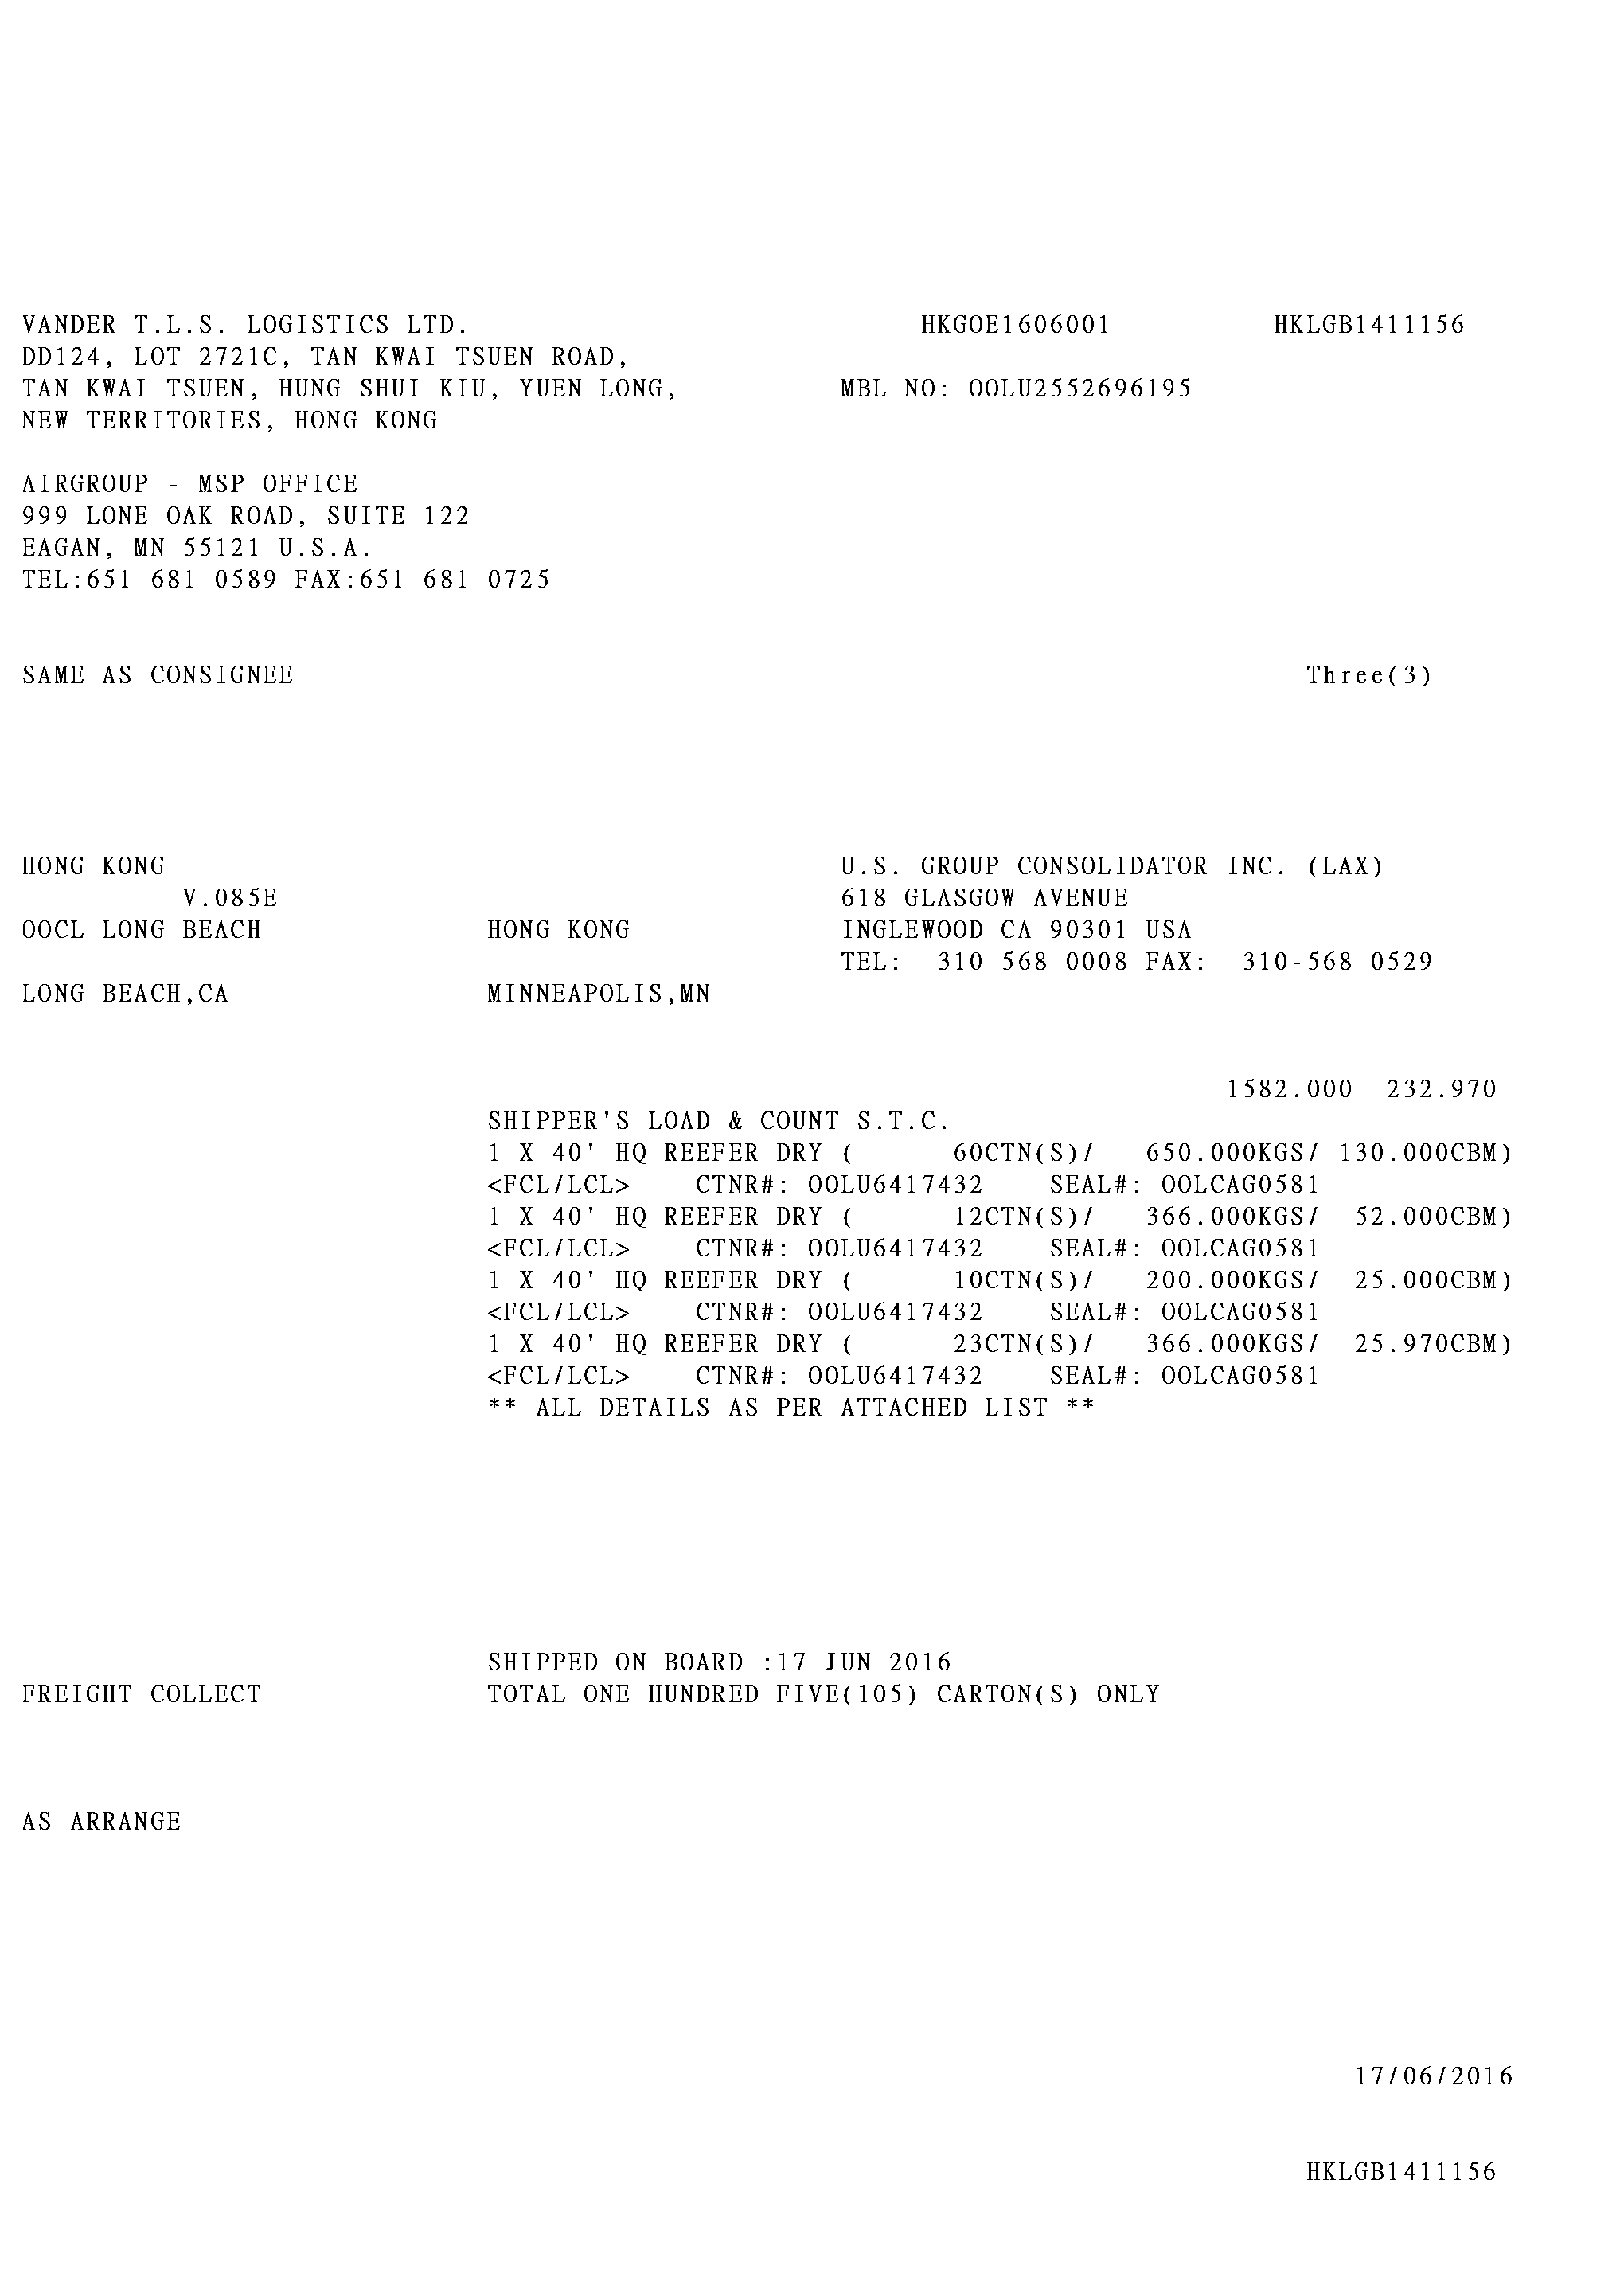 VANDER T.L.S. LOGISTICS LTD. HKGOE1606001 HKLGB1411156
DD124, LOT 2721C, TAN KWAI TSUEN ROAD,
TAN KWAI TSUEN, HUNG SHUI KIU, YUEN LONG, MBL NO: OOLU2552696195
NEW TERRITORIES, HONG KONG
AIRGROUP - MSP OFFICE
999 LONE OAK ROAD, SUITE 122
EAGAN, MN 55121 U.S.A.
TEL:651 681 0589 FAX:651 681 0725
SAME AS CONSIGNEE Three(3)
HONG KONG U.S. GROUP CONSOLIDATOR INC. (LAX)
V.085E 618 GLASGOW AVENUE
OOCL LONG BEACH HONG KONG INGLEWOOD CA 90301 USA
TEL: 310 568 0008 FAX: 310-568 0529
LONG BEACH,CA MINNEAPOLIS,MN
1582.000 232.970
SHIPPER'S LOAD & COUNT S.T.C.
1 X 40' HQ REEFER DRY ( 60CTN(S)/ 650.000KGS/ 130.000CBM)
<FCL/LCL> CTNR#: OOLU6417432 SEAL#: OOLCAG0581
1 X 40' HQ REEFER DRY ( 12CTN(S)/ 366.000KGS/ 52.000CBM)
<FCL/LCL> CTNR#: OOLU6417432 SEAL#: OOLCAG0581
1 X 40' HQ REEFER DRY ( 10CTN(S)/ 200.000KGS/ 25.000CBM)
<FCL/LCL> CTNR#: OOLU6417432 SEAL#: OOLCAG0581
1 X 40' HQ REEFER DRY ( 23CTN(S)/ 366.000KGS/ 25.970CBM)
<FCL/LCL> CTNR#: OOLU6417432 SEAL#: OOLCAG0581
** ALL DETAILS AS PER ATTACHED LIST **
SHIPPED ON BOARD :17 JUN 2016
FREIGHT COLLECT TOTAL ONE HUNDRED FIVE(105) CARTON(S) ONLY
AS ARRANGE
17/06/2016
HKLGB1411156